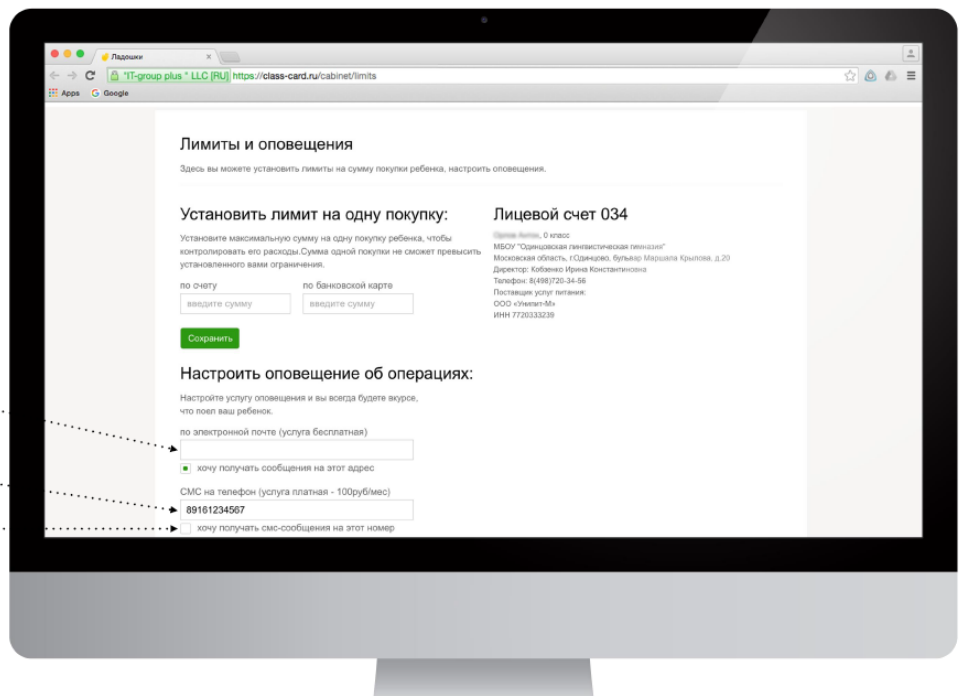 Ладошки
"IT-group plus " LLC [RU] https://class-card.ru/cabinet/limits
Apps Google
Лимиты и оповещения
Здесь вы можете установить лимиты на сумму покупки ребенка, настроить оповещения.
Установить лимит на одну покупку:
Установите максимальную сумму на одну покупку ребенка, чтобы
контролировать его расходы.Сумма одной покупки не сможет превысить
установленного вами ограничения.
по счету по банковской карте
введите сумму введите сумму
Сохранить
Лицевой счет 034
, 0 класс
МБОУ "Одинцовская лингвистическая гимназия"
Московская область, г.Одинцово, бульвар Маршала Крылова, д.20
Директор: Кобзенко Ирина Константиновна
Телефон: 8(498)720-34-56
Поставщик услуг питания:
ООО «Унипит-М»
ИНН 7720333239
Настроить оповещение об операциях:
Настройте услугу оповещения и вы всегда будете вкурсе,
что поел ваш ребенок.
по электронной почте (услуга бесплатная)
хочу получать сообщения на этот адрес
СМС на телефон (услуга платная - 100руб/мес)
89161234567
хочу получать смс-сообщения на этот номер